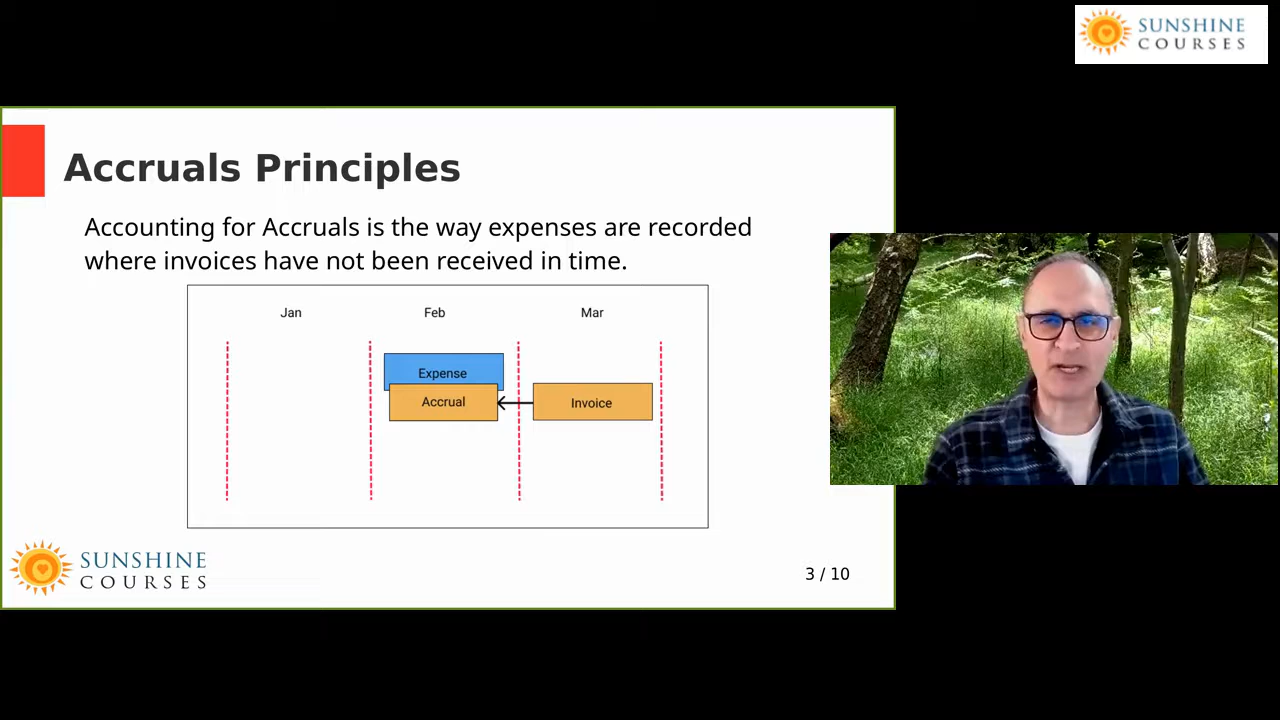 SUNSHINE
COURSES
Accruals Principles
Accounting for Accruals is the way expenses are recorded
where invoices have not been received in time.
Jan Feb Mar
Expense
Accrual Invoice
SUNSHINE
COURSES
3 / 10